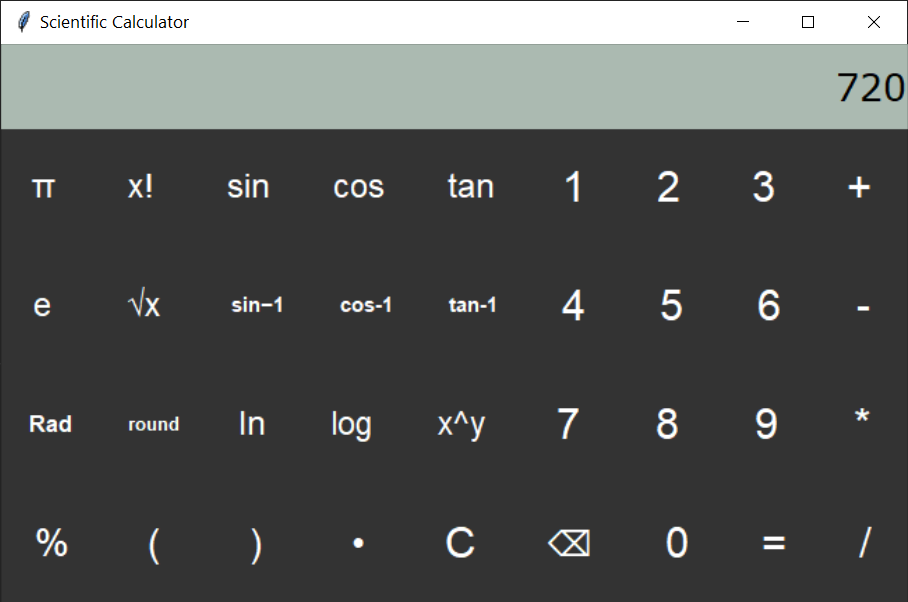 Scientific Calculator
720
π x! sin cos tan 1 2 3 +
e √x sin−1 cos-1 tan-1 4 5 6 -
Rad round ln log x^y 7 8 9 *
% ( ) • C ⌫ 0 = /